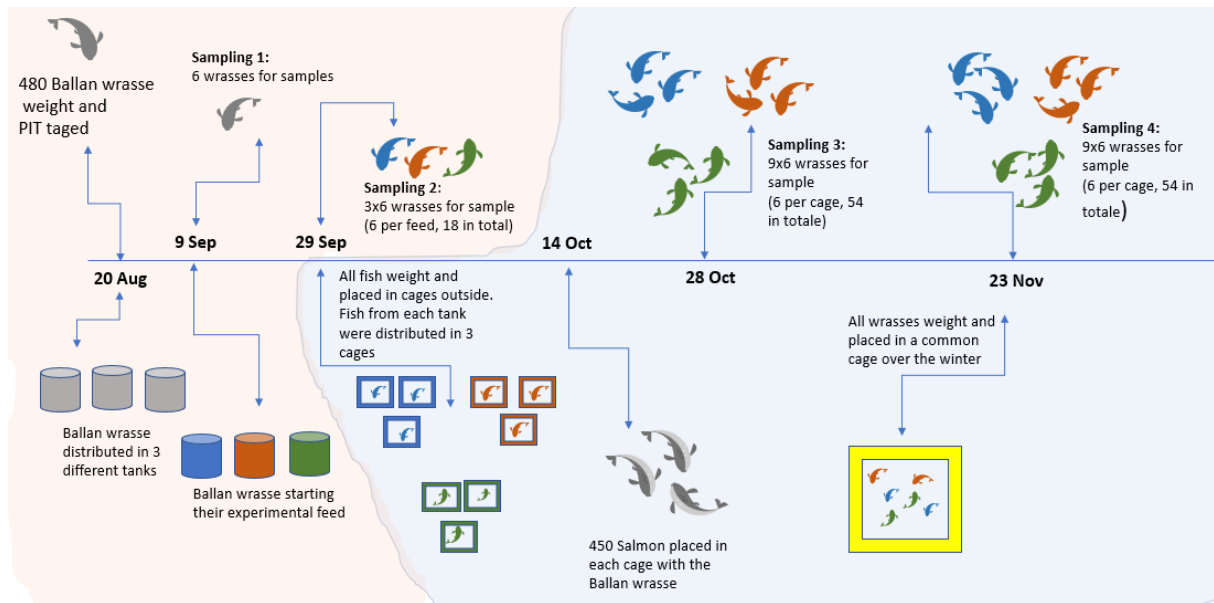 480 Ballan wrasse
weight and
PIT taged
Sampling 1:
6 wrasses for samples
Sampling 2:
3x6 wrasses for sample
(6 per feed, 18 in total)
Sampling 3:
9x6 wrasses for
sample
(6 per cage, 54
in totale)
Sampling 4:
9x6 wrasses for
sample
(6 per cage, 54 in
totale)
20 Aug
9 Sep
29 Sep
14 Oct
28 Oct
23 Nov
Ballan wrasse
distributed in 3
different tanks
Ballan wrasse starting
their experimental feed
All fish weight and
placed in cages outside.
Fish from each tank
were distributed in 3
cages
450 Salmon placed in
each cage with the
Ballan wrasse
All wrasses weight and
placed in a common
cage over the winter